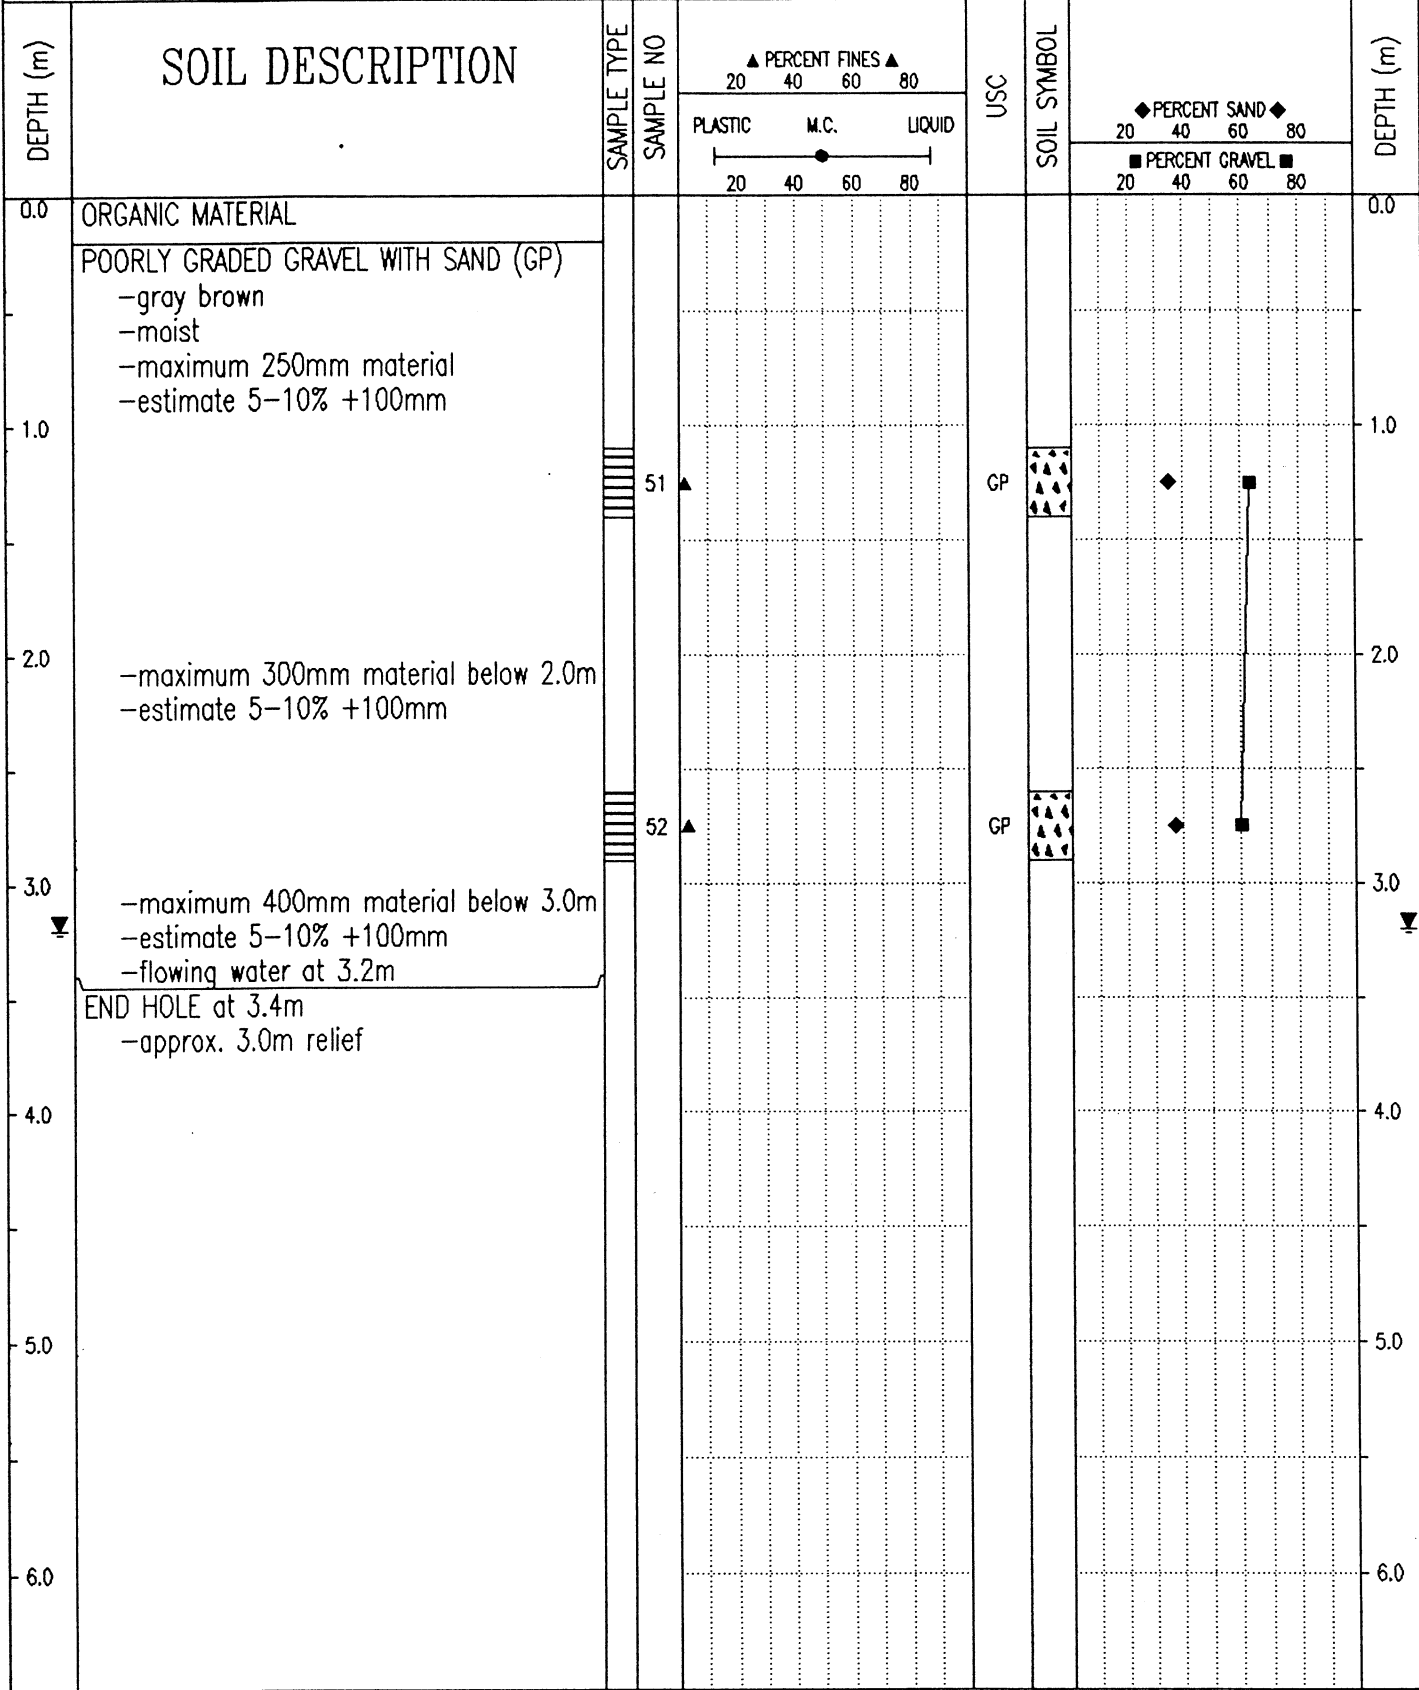 DEPTH (m)
SOIL DESCRIPTION
SAMPLE TYPE
SAMPLE NO
▲ PERCENT FINES ▲
20 40 60 80
PLASTIC M.C. LIQUID
20 40 60 80
USC
SOIL SYMBOL
◆ PERCENT SAND ◆
20 40 60 80
■ PERCENT GRAVEL ■
20 40 60 80
DEPTH (m)
0.0 ORGANIC MATERIAL 0.0
POORLY GRADED GRAVEL WITH SAND (GP)
-gray brown
-moist
-maximum 250mm material
-estimate 5-10% +100mm
1.0 1.0
51 GP
2.0 2.0
-maximum 300mm material below 2.0m
-estimate 5-10% +100mm
52 GP
3.0 3.0
-maximum 400mm material below 3.0m
-estimate 5-10% +100mm
-flowing water at 3.2m
END HOLE at 3.4m
-approx. 3.0m relief
4.0 4.0
5.0 5.0
6.0 6.0